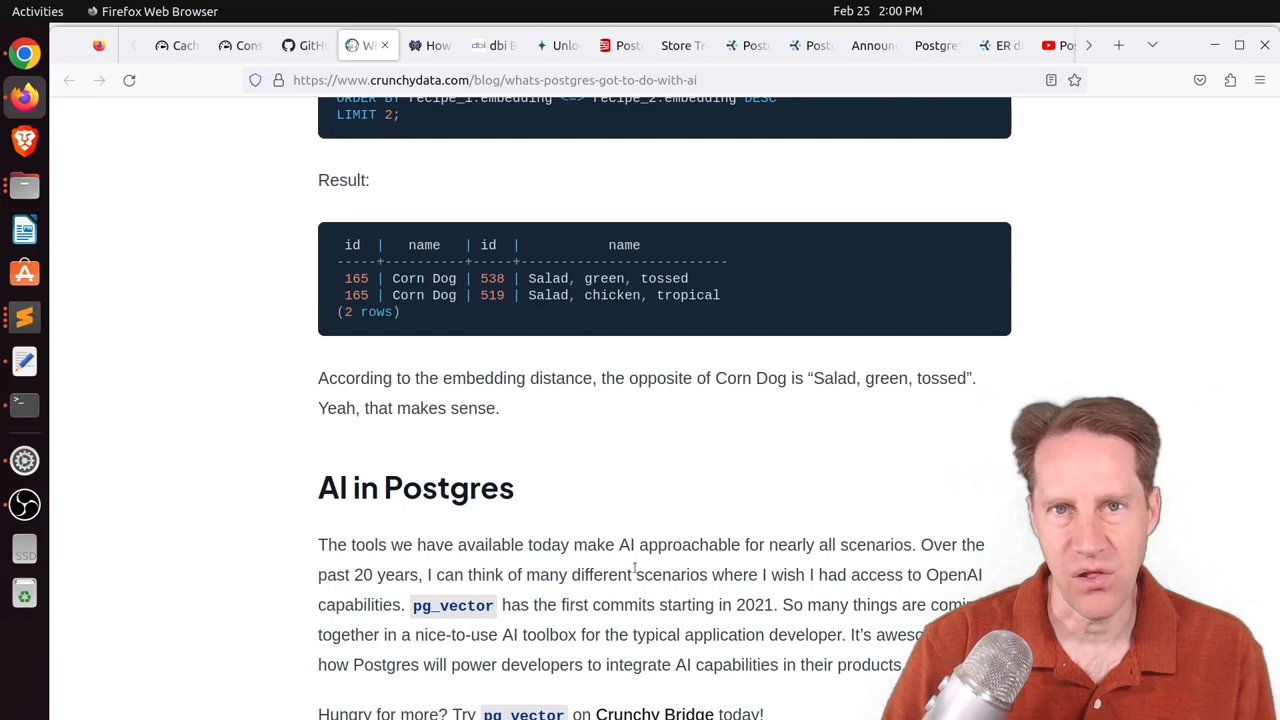 Activities
Firefox Web Browser
Feb 25 2:00 PM
Cach
Cons
GitH
Wh
How
dbi E
Unlo
Post
Store Tr
Post
Post
Announ
Postgre
ER d
Po
https://www.crunchydata.com/blog/whats-postgres-got-to-do-with-ai
ORDER BY recipe_1.embedding <=> recipe_2.embedding DESC
LIMIT 2;
Result:
id | name | id | name
-----+----------+-----+-------------------------
165 | Corn Dog | 538 | Salad, green, tossed
165 | Corn Dog | 519 | Salad, chicken, tropical
(2 rows)
According to the embedding distance, the opposite of Corn Dog is “Salad, green, tossed”.
Yeah, that makes sense.
AI in Postgres
The tools we have available today make AI approachable for nearly all scenarios. Over the
past 20 years, I can think of many different scenarios where I wish I had access to OpenAI
capabilities. pg_vector has the first commits starting in 2021. So many things are comin
together in a nice-to-use AI toolbox for the typical application developer. It’s aweso
how Postgres will power developers to integrate AI capabilities in their products.
Hungry for more? Try pg_vector on Crunchy Bridge today!
SSD